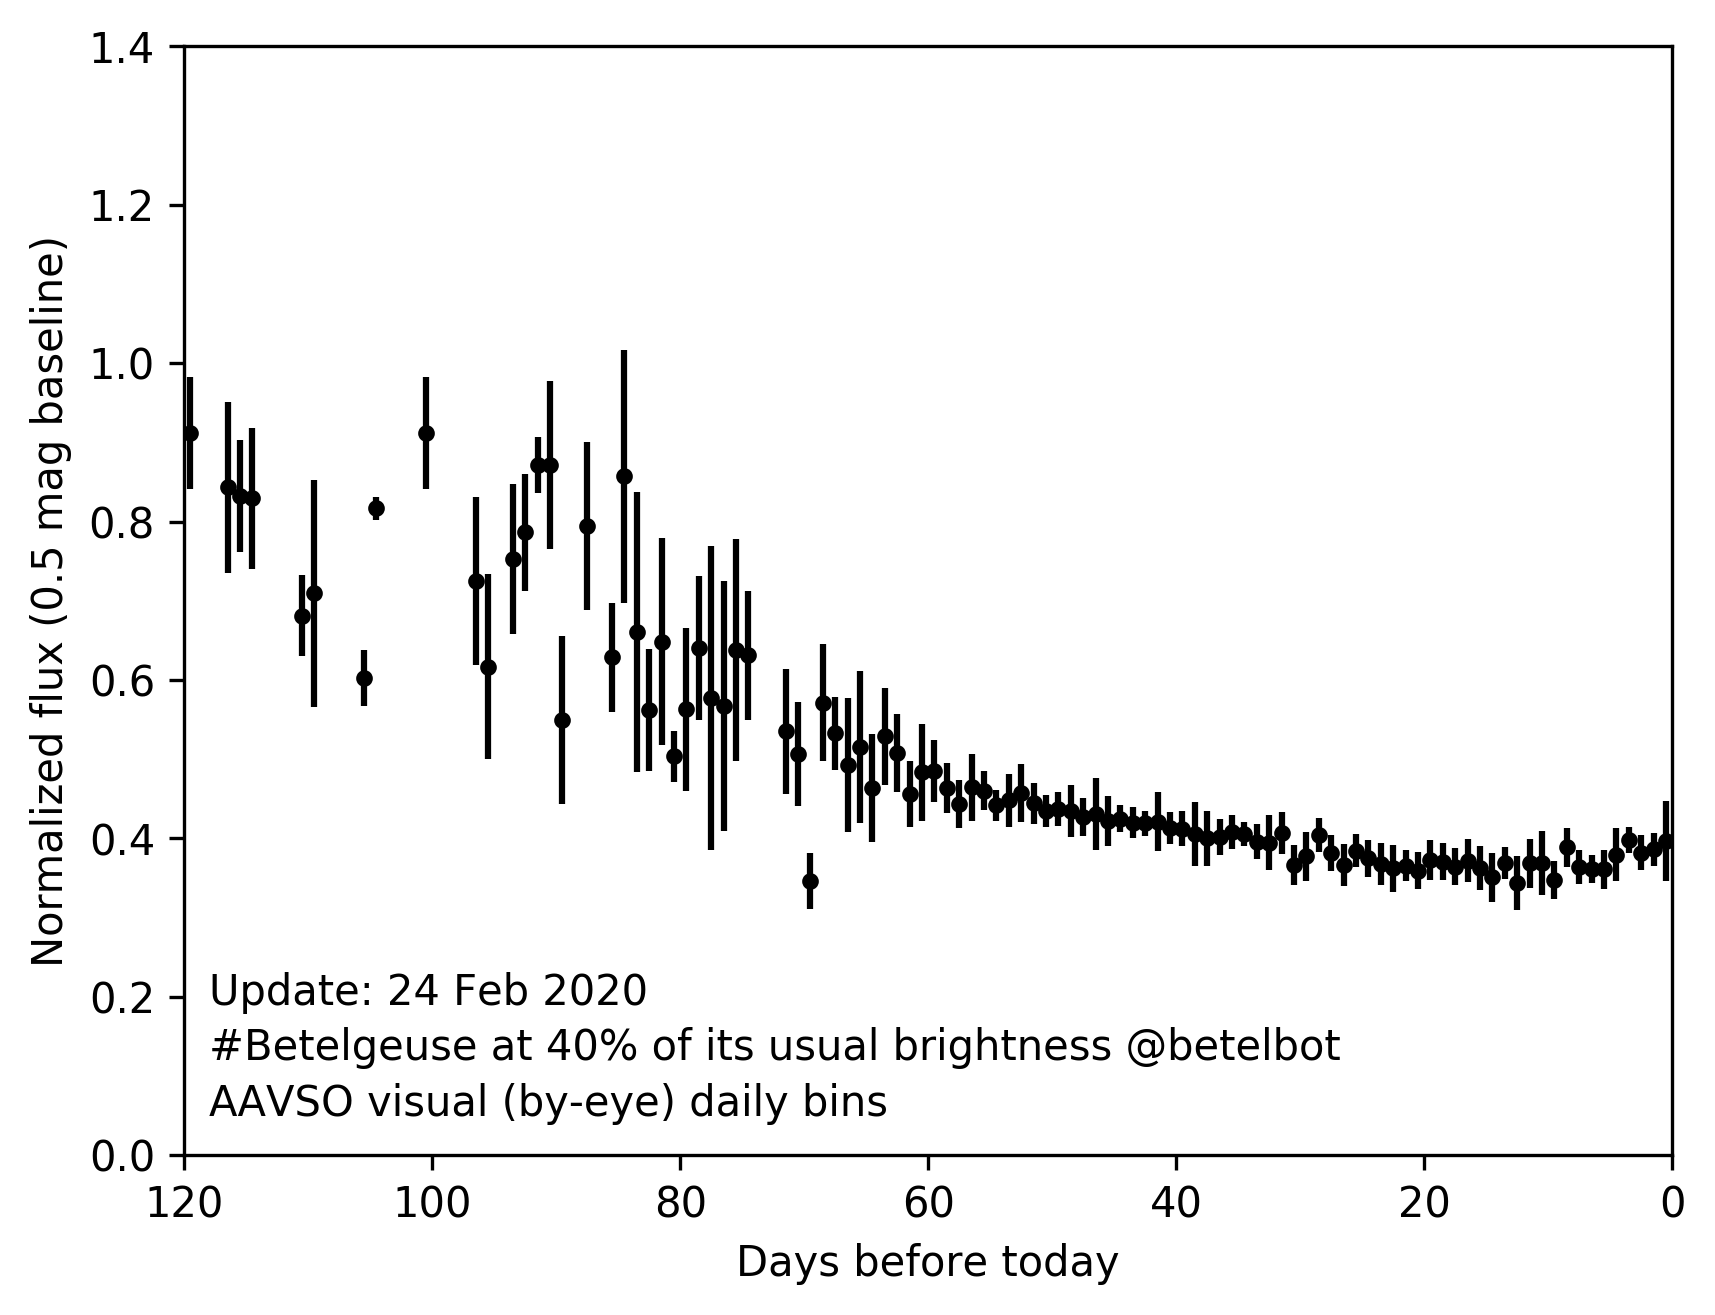 1.4
1.2
1.0
0.8
0.6
0.4
0.2
0.0
Normalized flux (0.5 mag baseline)
Update: 24 Feb 2020
#Betelgeuse at 40% of its usual brightness @betelbot
AAVSO visual (by-eye) daily bins
120 100 80 60 40 20 0
Days before today